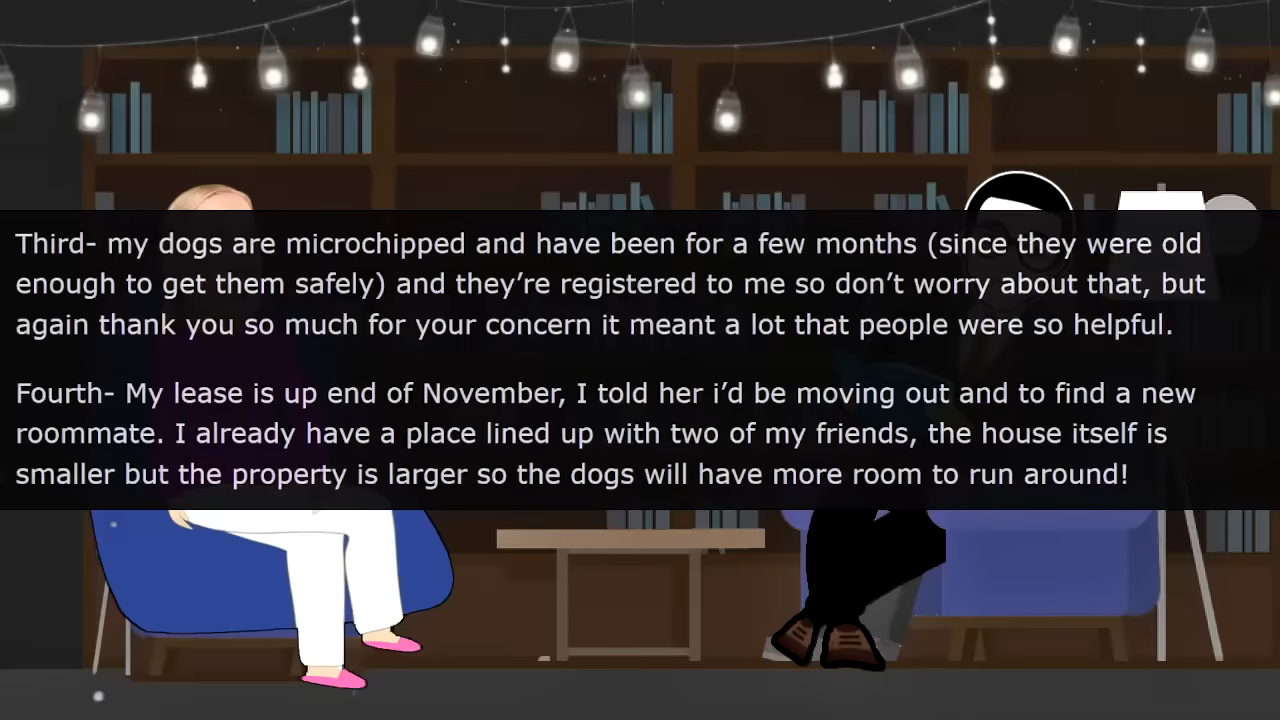 Third- my dogs are microchipped and have been for a few months (since they were old
enough to get them safely) and they’re registered to me so don’t worry about that, but
again thank you so much for your concern it meant a lot that people were so helpful.
Fourth- My lease is up end of November, I told her i’d be moving out and to find a new
roommate. I already have a place lined up with two of my friends, the house itself is
smaller but the property is larger so the dogs will have more room to run around!